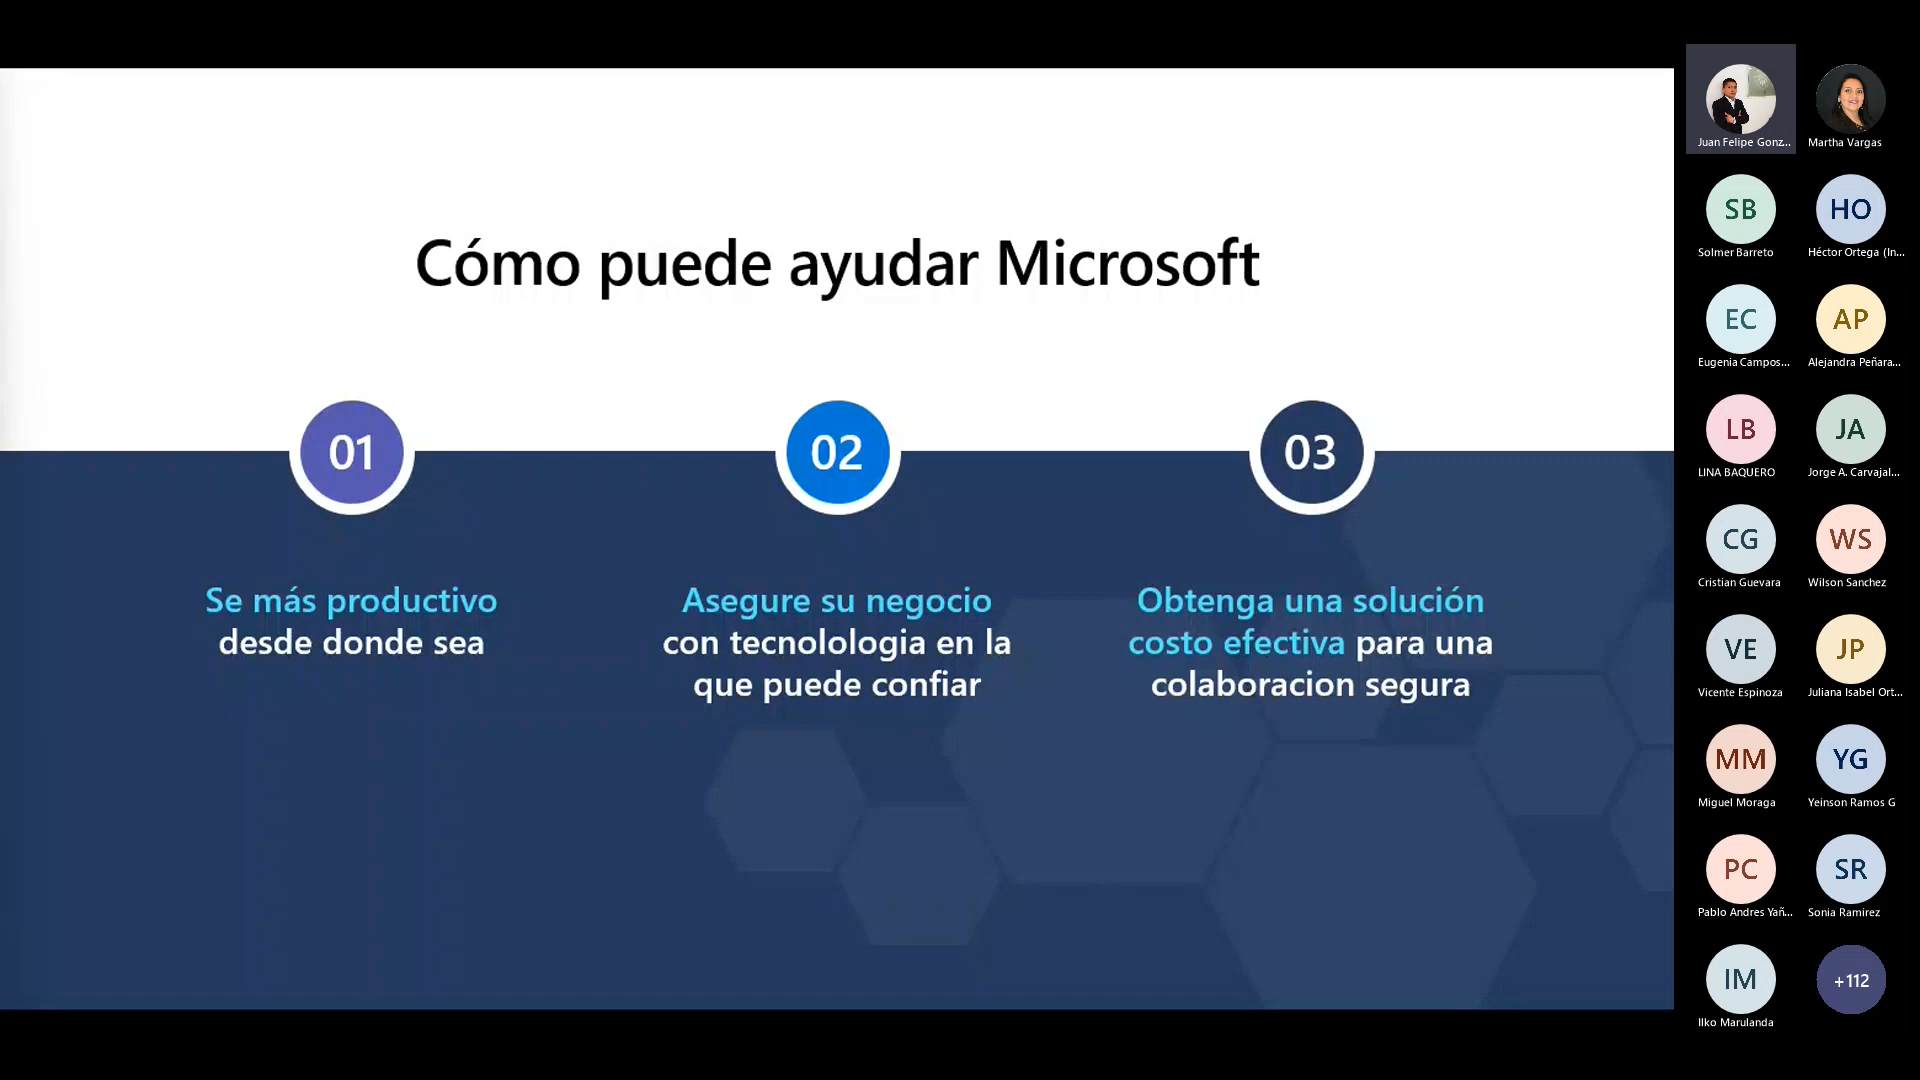 Cómo puede ayudar Microsoft
01
02
03
Se más productivo
desde donde sea
Asegure su negocio
con tecnolologia en la
que puede confiar
Obtenga una solución
costo efectiva para una
colaboracion segura
Juan Felipe Gonz...
Martha Vargas
SB
HO
Solmer Barreto
Héctor Ortega (In...
EC
AP
Eugenia Campos...
Alejandra Peñara...
LB
JA
LINA BAQUERO
Jorge A. Carvajal...
CG
WS
Cristian Guevara
Wilson Sanchez
VE
JP
Vicente Espinoza
Juliana Isabel Ort...
MM
YG
Miguel Moraga
Yeinson Ramos G
PC
SR
Pablo Andres Yañ...
Sonia Ramirez
IM
+112
Ilko Marulanda